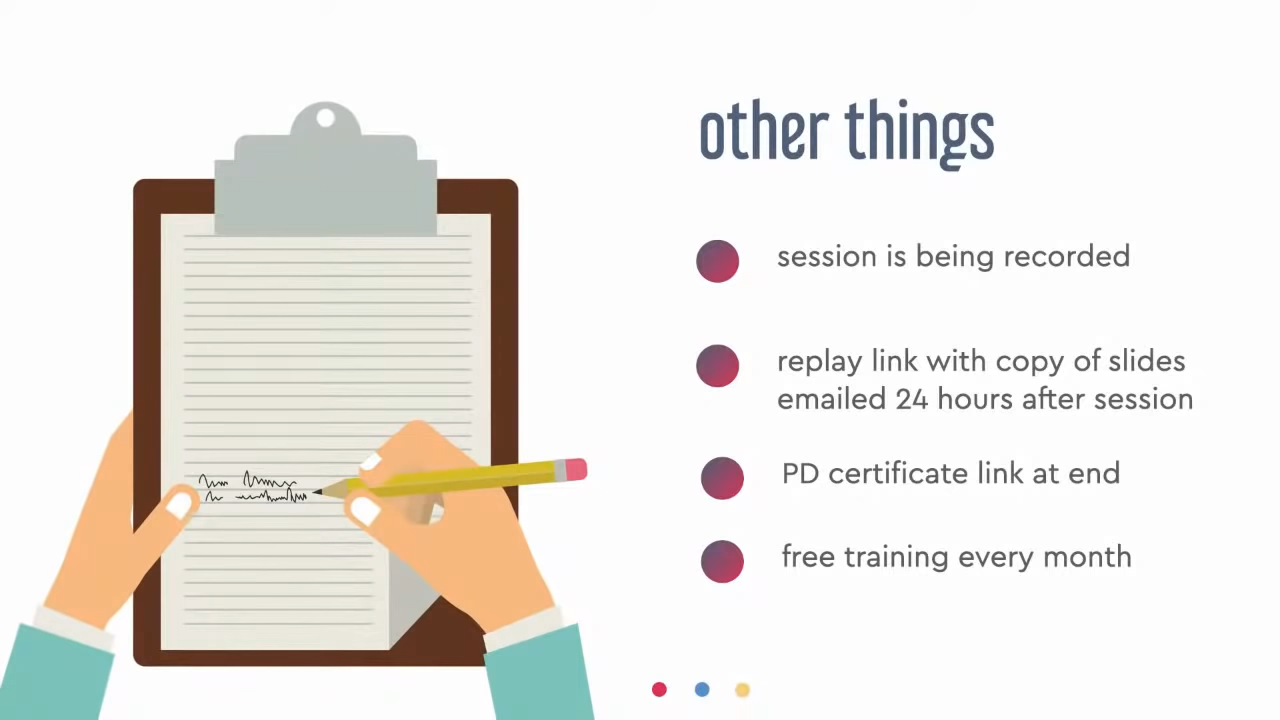 other things
session is being recorded
replay link with copy of slides
emailed 24 hours after session
PD certificate link at end
free training every month